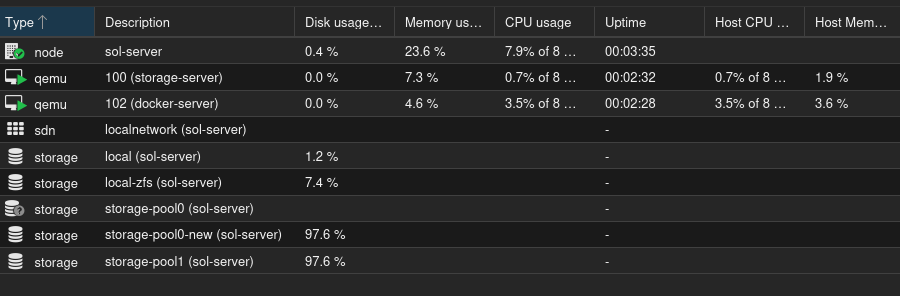 Type Description Disk usage... Memory us... CPU usage Uptime Host CPU ... Host Mem...
node sol-server 0.4 % 23.6 % 7.9% of 8 ... 00:03:35
qemu 100 (storage-server) 0.0 % 7.3 % 0.7% of 8 ... 00:02:32 0.7% of 8 ... 1.9 %
qemu 102 (docker-server) 0.0 % 4.6 % 3.5% of 8 ... 00:02:28 3.5% of 8 ... 3.6 %
sdn localnetwork (sol-server) -
storage local (sol-server) 1.2 % -
storage local-zfs (sol-server) 7.4 % -
storage storage-pool0 (sol-server) -
storage storage-pool0-new (sol-server) 97.6 % -
storage storage-pool1 (sol-server) 97.6 % -